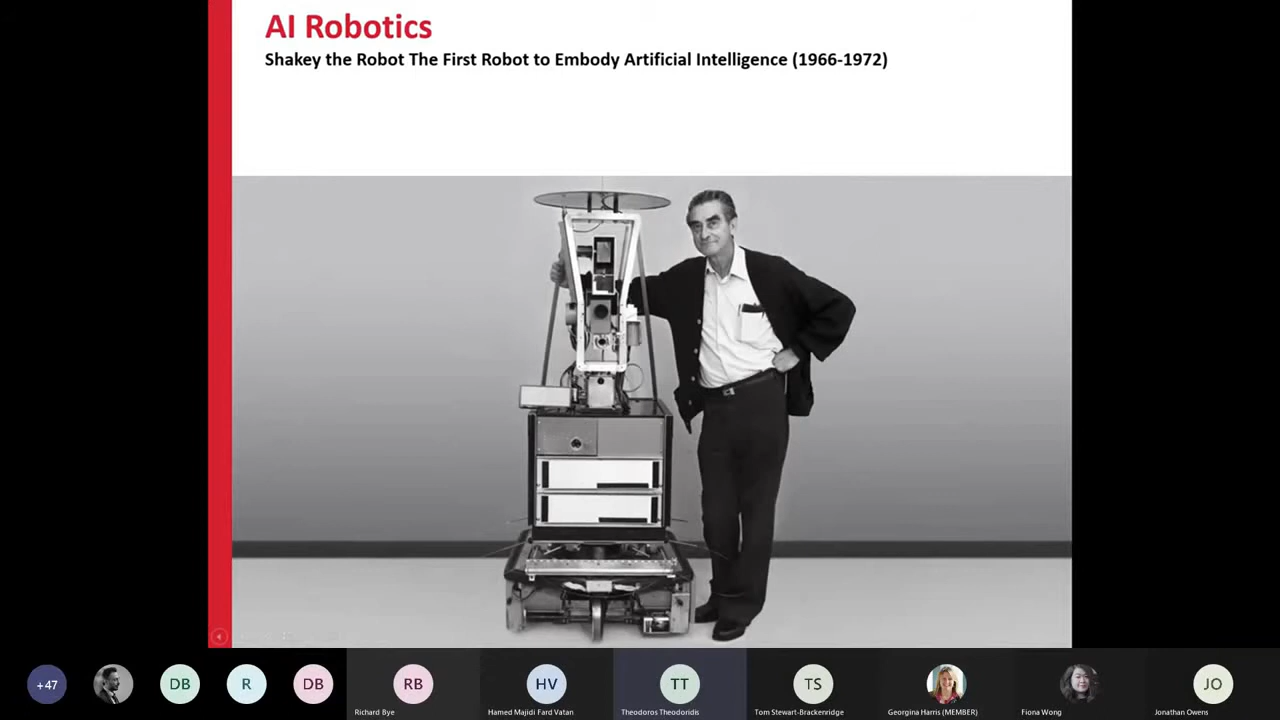 AI Robotics
Shakey the Robot The First Robot to Embody Artificial Intelligence (1966-1972)
+47
DB
R
DB
RB
HV
TT
TS
JO
Richard Bye
Hamed Majidi Fard Vatan
Theodoros Theodoridis
Tom Stewart-Brackenridge
Georgina Harris (MEMBER)
Fiona Wong
Jonathan Owens